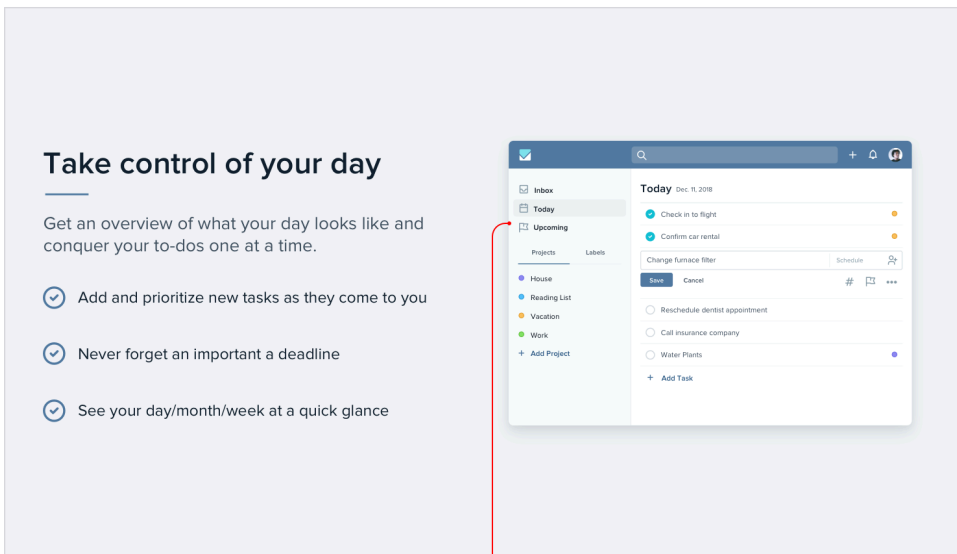 Take control of your day
Get an overview of what your day looks like and
conquer your to-dos one at a time.
Add and prioritize new tasks as they come to you
Never forget an important a deadline
See your day/month/week at a quick glance
Inbox
Today
Upcoming
Projects Labels
House
Reading List
Vacation
Work
+ Add Project
Today Dec. 11. 2018
Check in to flight
Confirm car rental
Change furnace filter Schedule
Save Cancel #
Reschedule dentist appointment
Call insurance company
Water Plants
+ Add Task